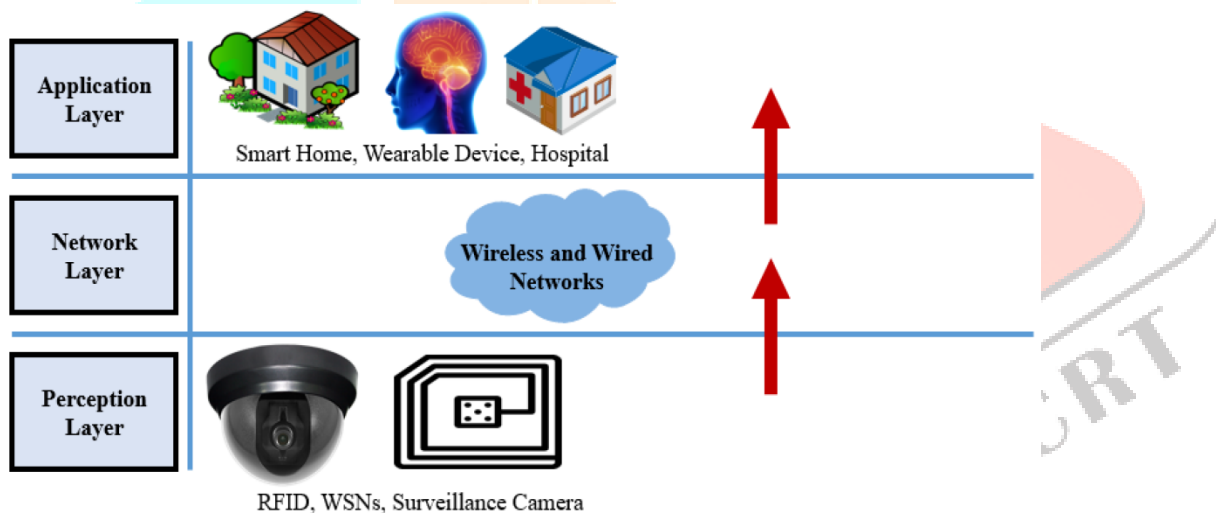 Application
Layer
Smart Home, Wearable Device, Hospital
Network
Layer
Wireless and Wired
Networks
Perception
Layer
RFID, WSNs, Surveillance Camera
CRT